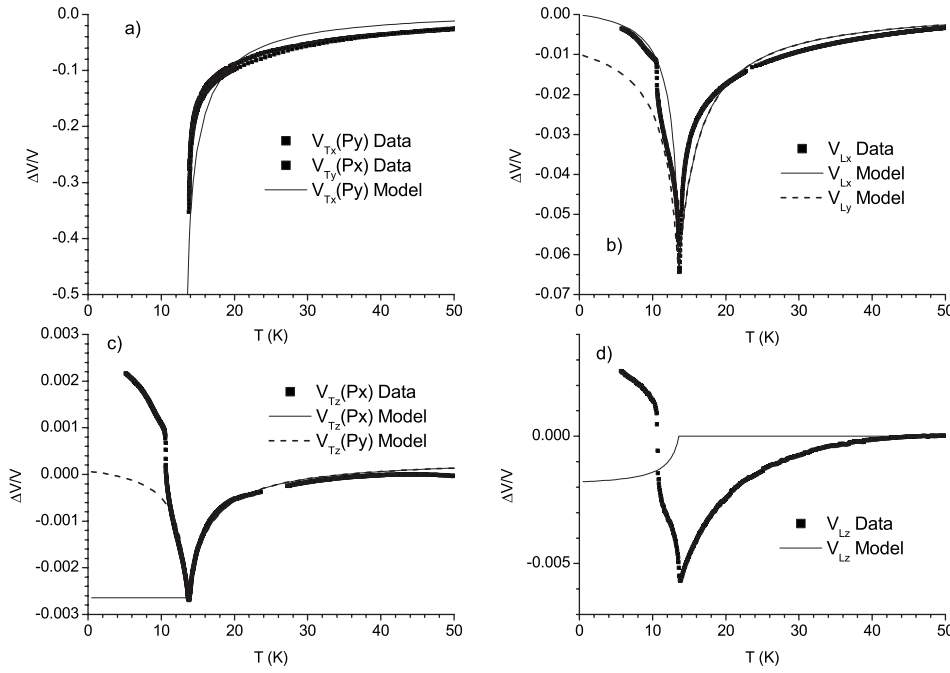 a)
0.0
-0.1
-0.2
-0.3
-0.4
-0.5
ΔV/V
V_Tx(Py) Data
V_Ty(Px) Data
V_Tx(Py) Model
0 10 20 30 40 50
T (K)
b)
0.00
-0.01
-0.02
-0.03
-0.04
-0.05
-0.06
-0.07
ΔV/V
V_Lx Data
V_Lx Model
V_Ly Model
0 10 20 30 40 50
T (K)
c)
0.003
0.002
0.001
0.000
-0.001
-0.002
-0.003
ΔV/V
V_Tz(Px) Data
V_Tz(Px) Model
V_Tz(Py) Model
0 10 20 30 40 50
T (K)
d)
0.000
-0.005
ΔV/V
V_Lz Data
V_Lz Model
0 10 20 30 40 50
T (K)